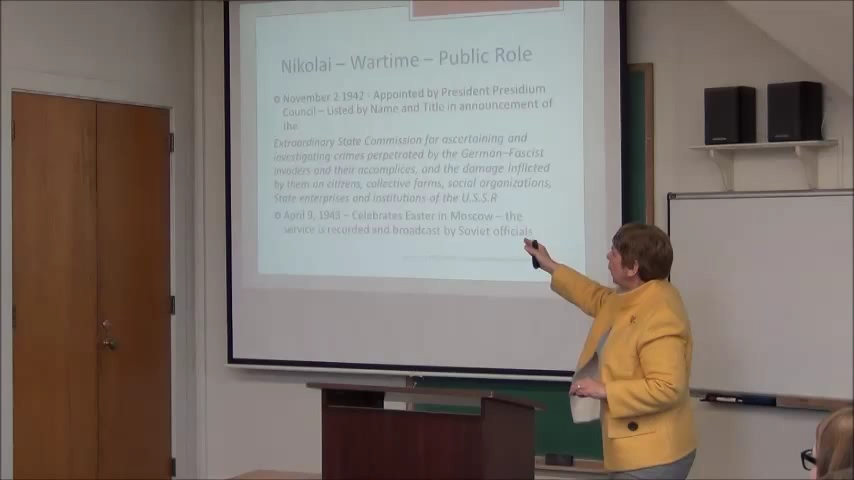 Nikolai – Wartime – Public Role
November 2 1942 - Appointed by President Presidium
Council – Listed by Name and Title in announcement of
the
Extraordinary State Commission for ascertaining and
investigating crimes perpetrated by the German-Fascist
invaders and their accomplices, and the damage inflicted
by them on citizens, collective farms, social organizations,
State enterprises and institutions of the U.S.S.R
April 9, 1943 – Celebrates Easter in Moscow – the
service is recorded and broadcast by Soviet officials